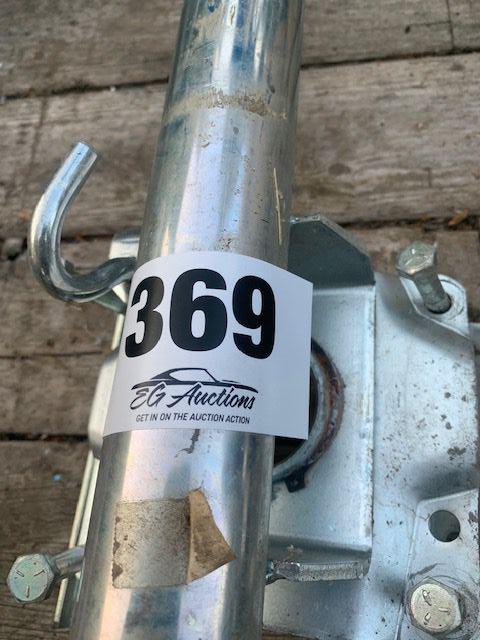 369
EG Auctions
GET IN ON THE AUCTION ACTION